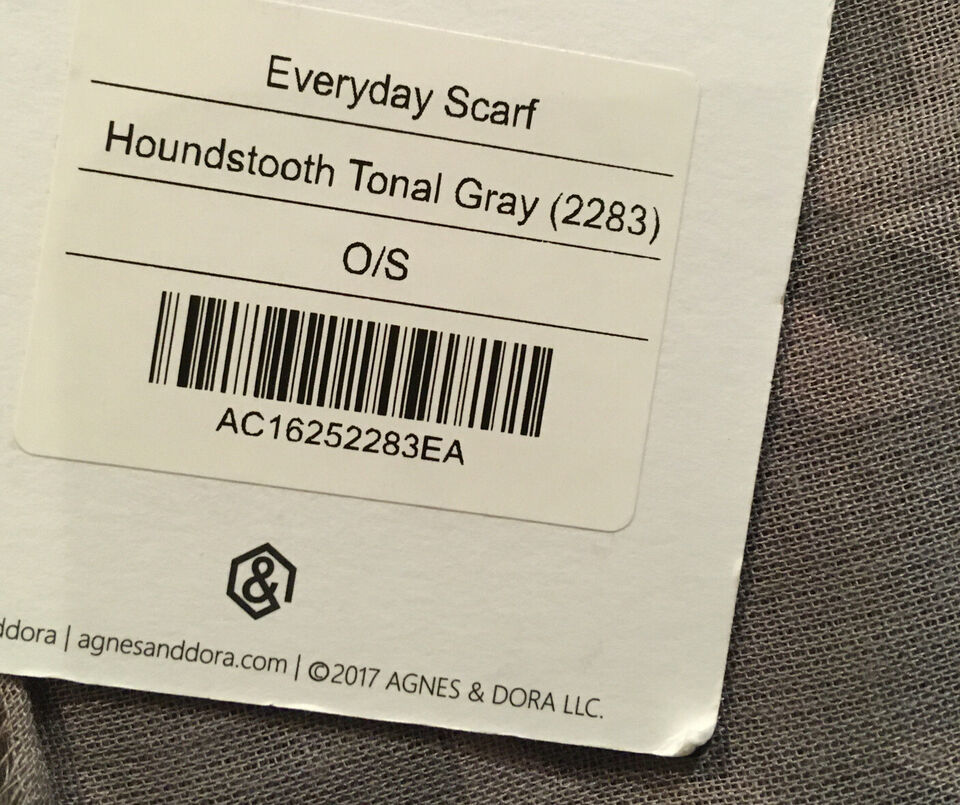 Everyday Scarf
Houndstooth Tonal Gray (2283)
O/S
AC16252283EA
&
ddora | agnesanddora.com | ©2017 AGNES & DORA LLC.